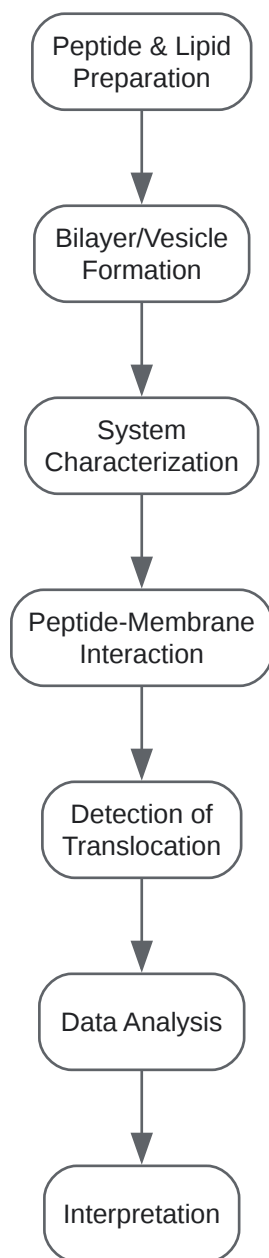 Peptide & Lipid
Preparation
Bilayer/Vesicle
Formation
System
Characterization
Peptide-Membrane
Interaction
Detection of
Translocation
Data Analysis
Interpretation